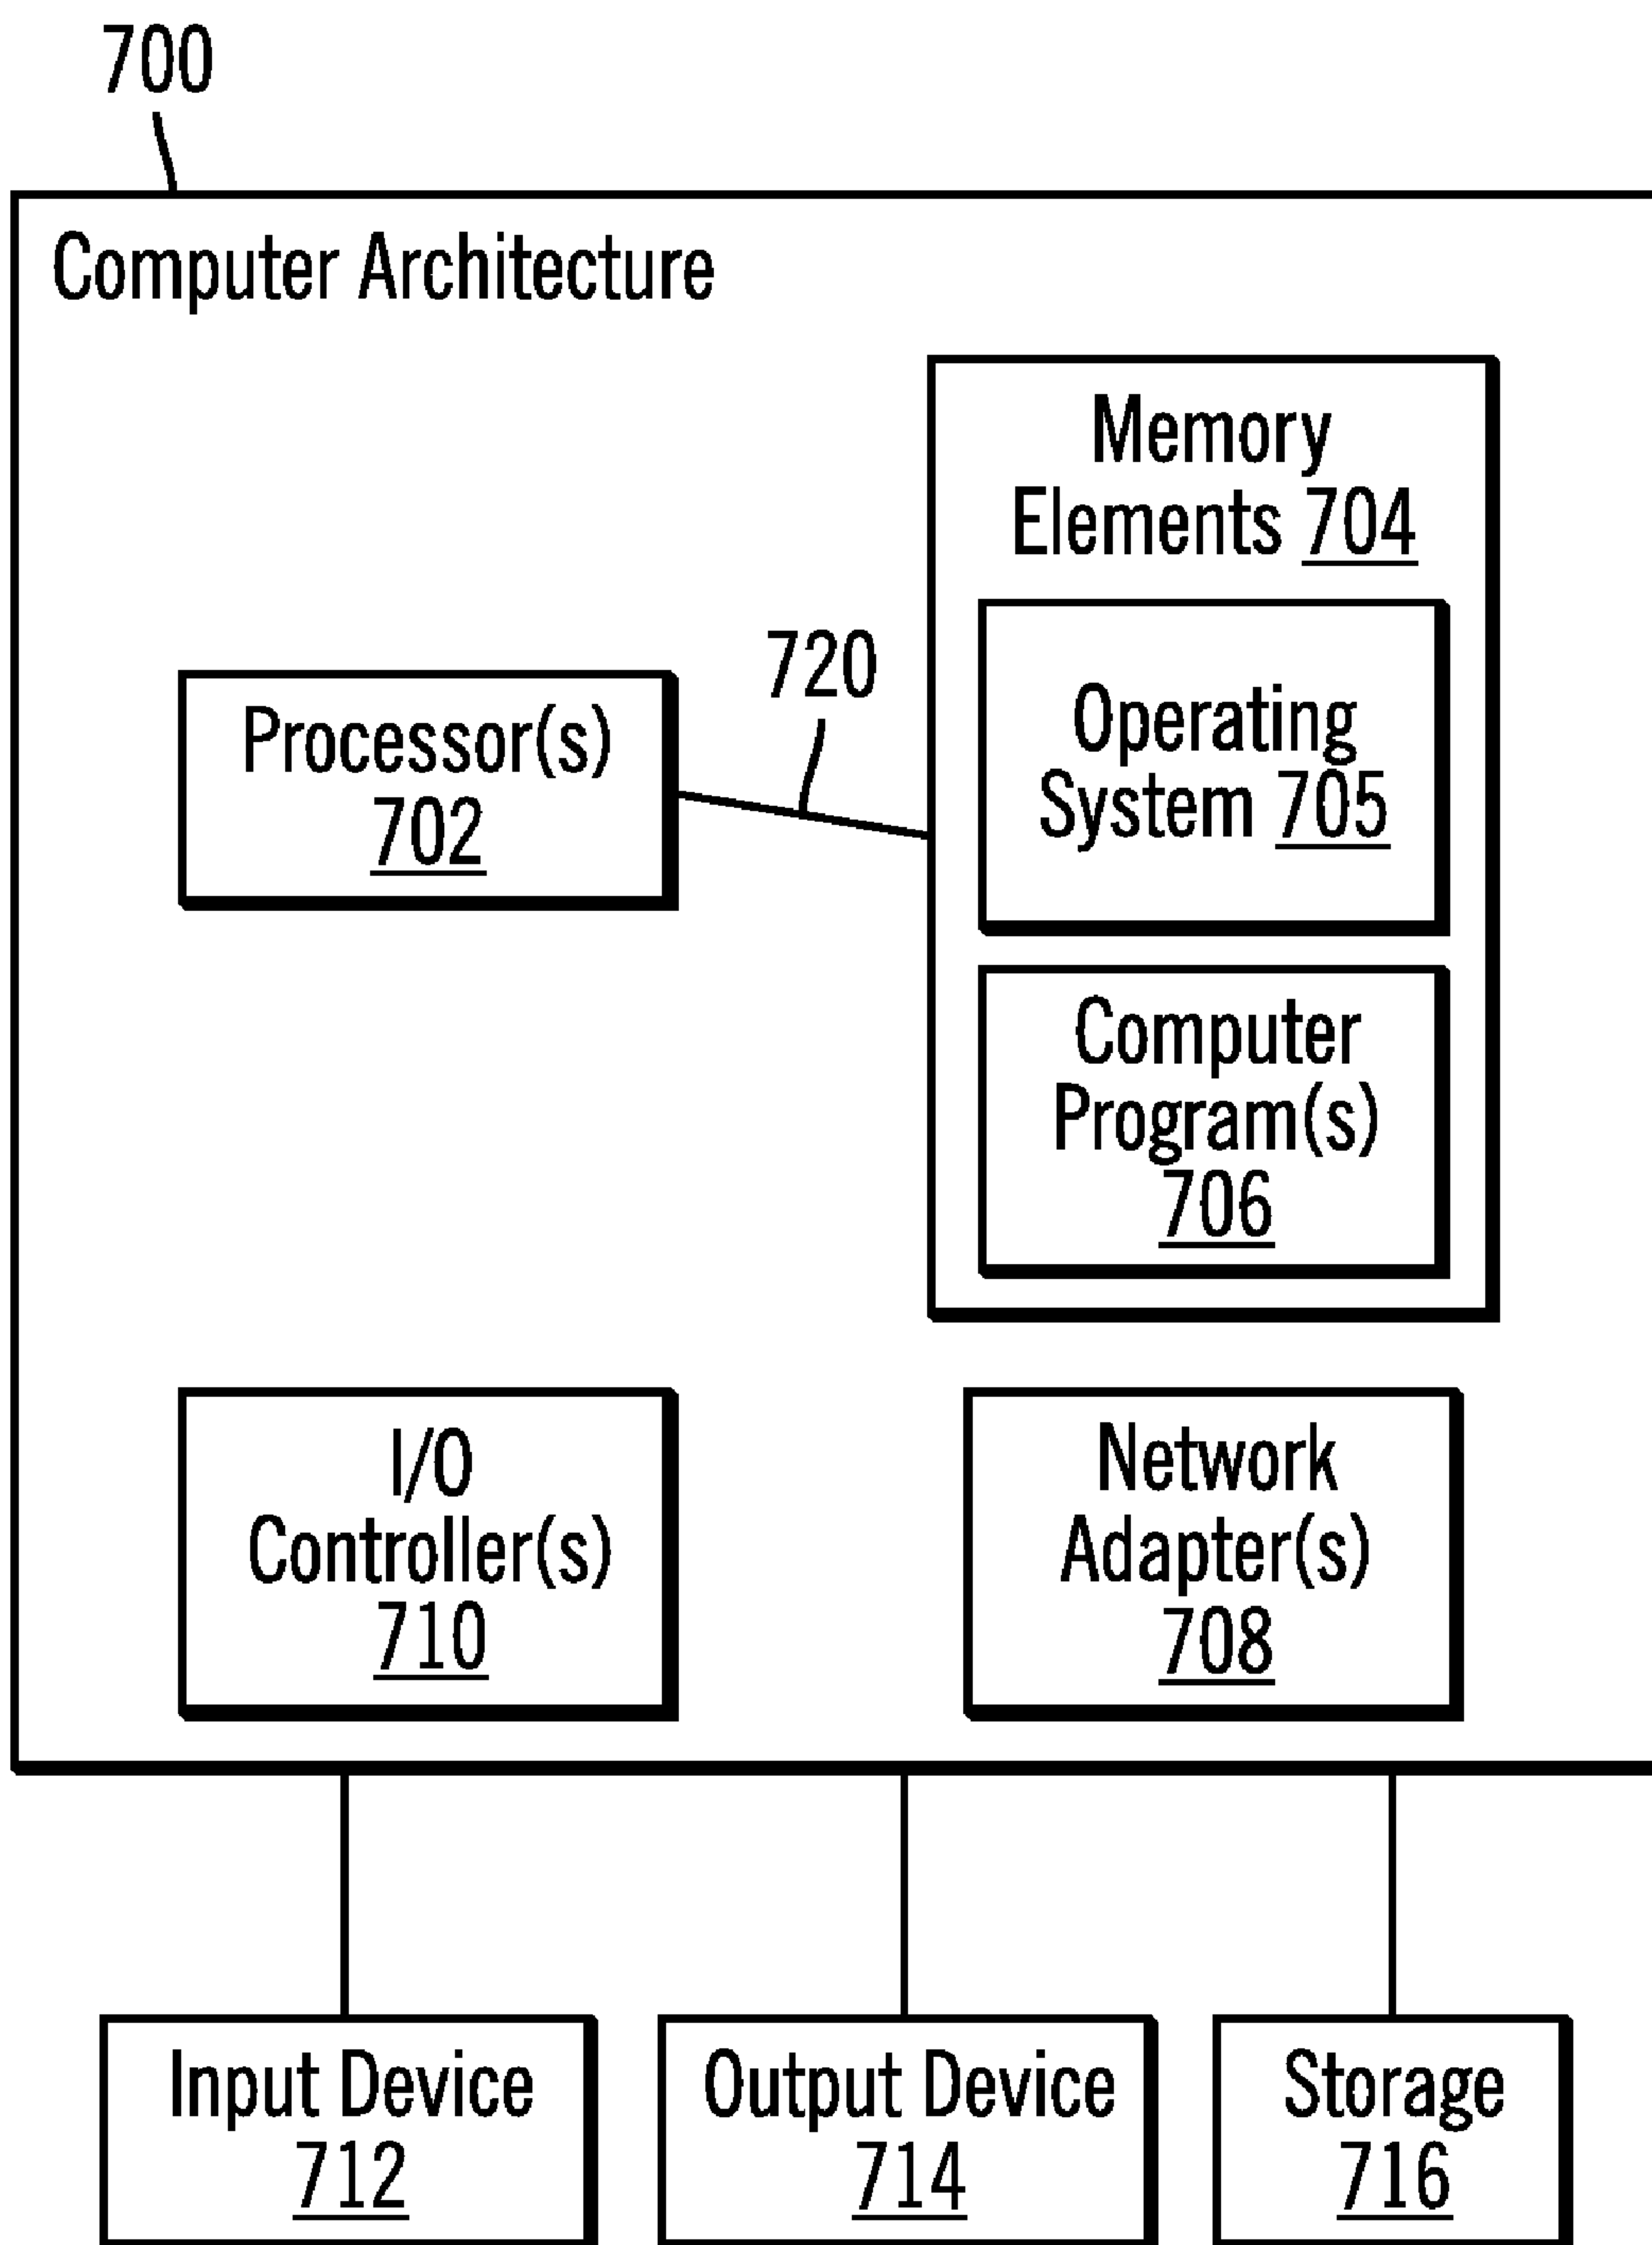 700
Computer Architecture
Memory
Elements 704
720
Processor(s)
702
Operating
System 705
Computer
Program(s)
706
I/O
Controller(s)
710
Network
Adapter(s)
708
Input Device
712
Output Device
714
Storage
716